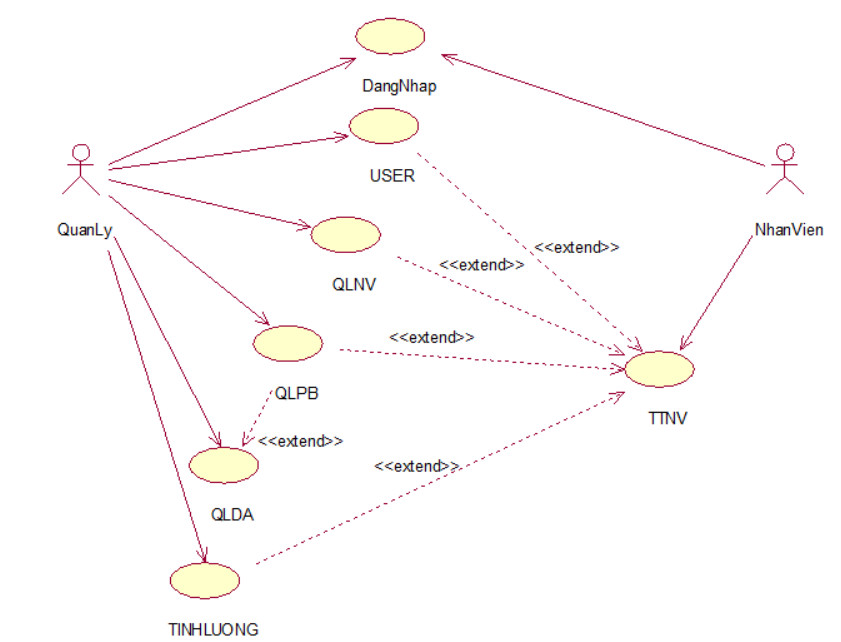 DangNhap
USER
QuanLy
NhanVien
<<extend>>
<<extend>>
QLNV
<<extend>>
QLPB
TTNV
<<extend>>
<<extend>>
QLDA
TINHLUONG